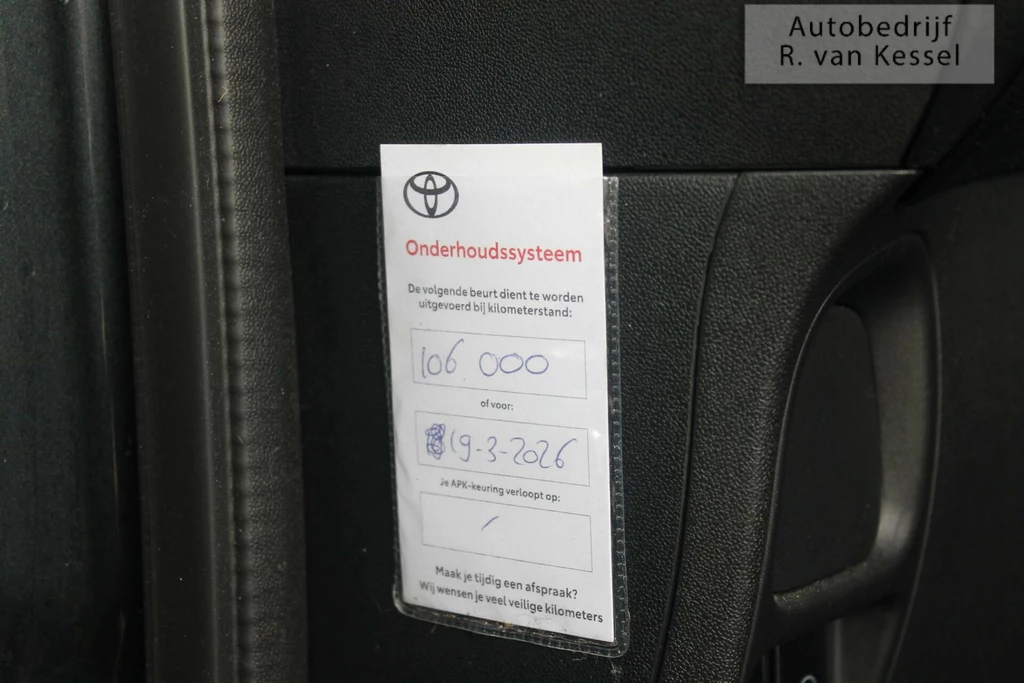 Autobedrijf
R. van Kessel
Onderhoudssysteem
De volgende beurt dient te worden
uitgevoerd bij kilometerstand:
106.000
of voor:
19-3-2026
Je APK-keuring verloopt op:
/
Maak je tijdig een afspraak?
Wij wensen je veel veilige kilometers